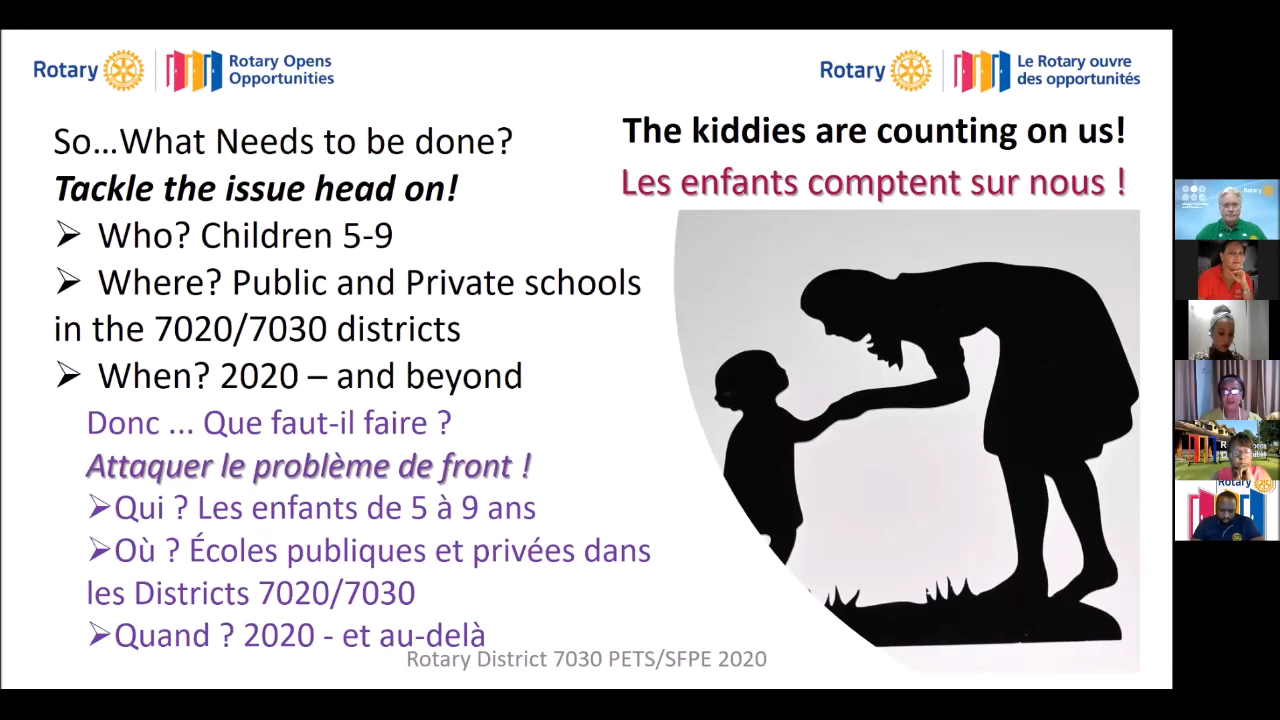 Rotary
Rotary Opens
Opportunities
Rotary
Le Rotary ouvre
des opportunités
So...What Needs to be done?
Tackle the issue head on!
➢ Who? Children 5-9
➢ Where? Public and Private schools
in the 7020/7030 districts
➢ When? 2020 – and beyond
Donc ... Que faut-il faire ?
Attaquer le problème de front !
➢Qui ? Les enfants de 5 à 9 ans
➢Où ? Écoles publiques et privées dans
les Districts 7020/7030
➢Quand ? 2020 - et au-delà
The kiddies are counting on us!
Les enfants comptent sur nous !
Rotary District 7030 PETS/SFPE 2020
Rotary
Rotary